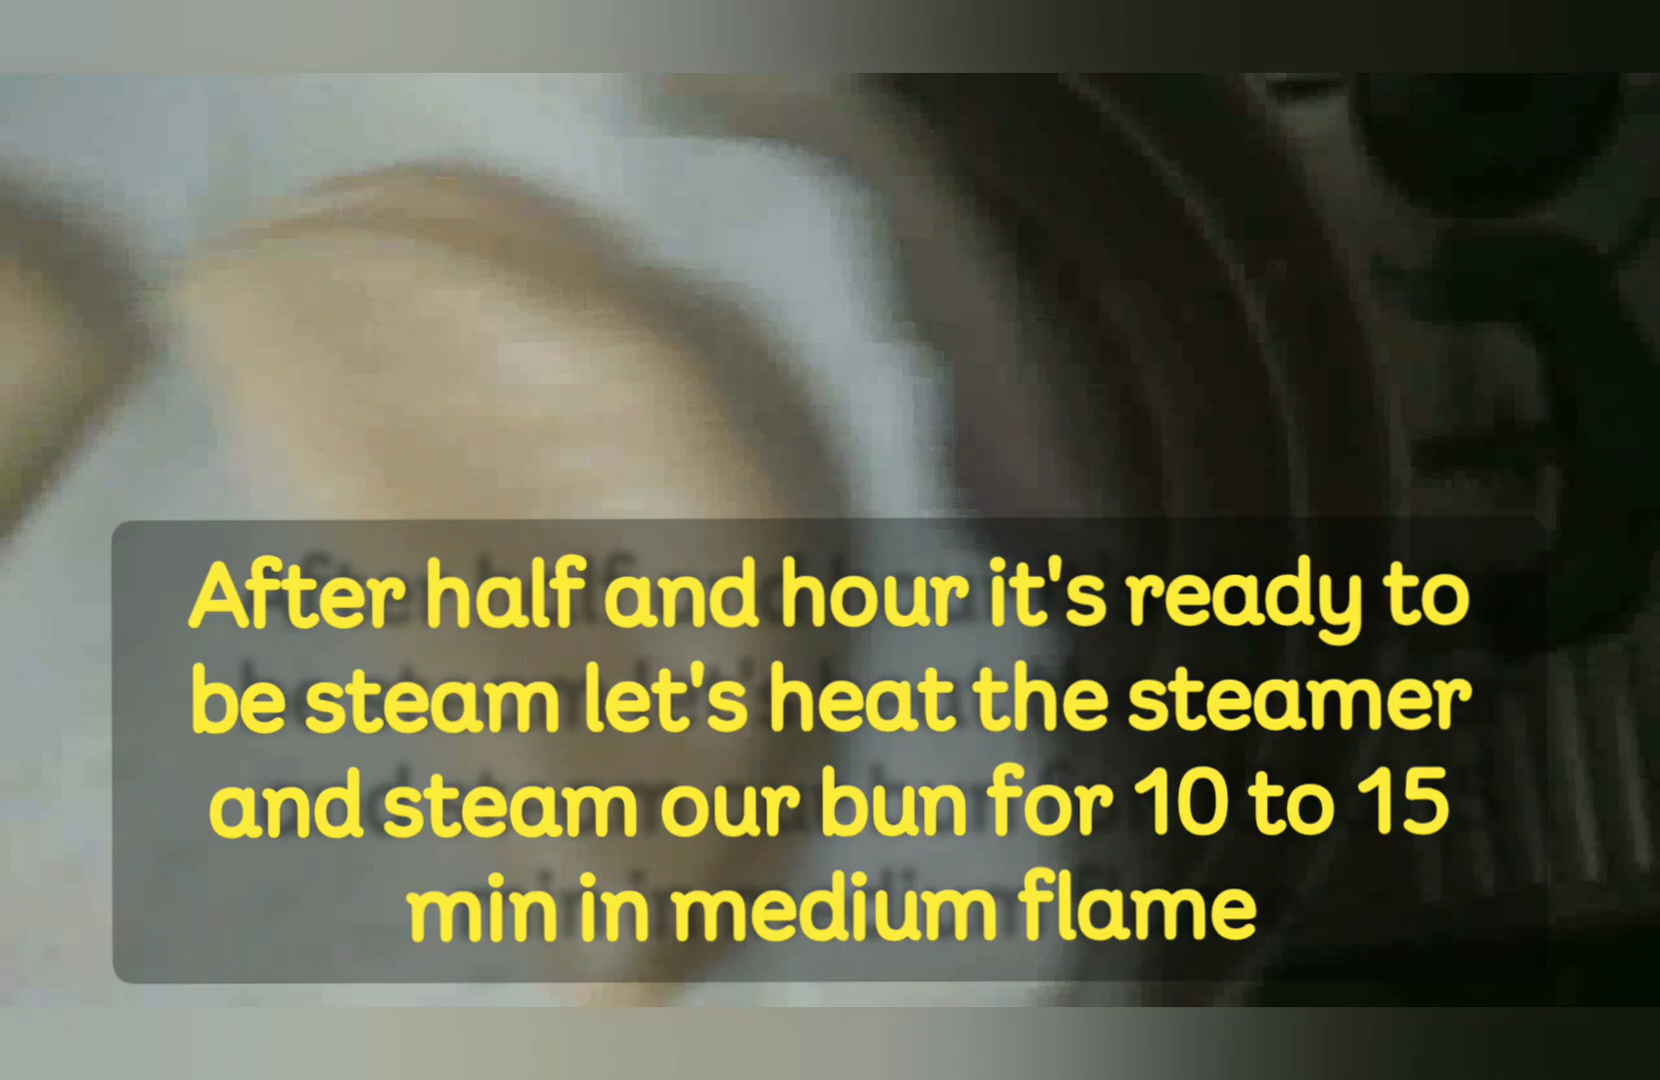 After half and hour it's ready to
be steam let's heat the steamer
and steam our bun for 10 to 15
min in medium flame